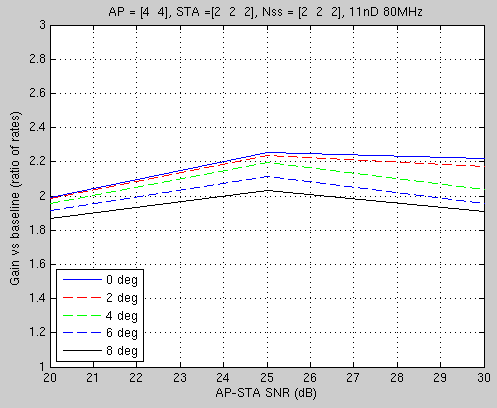 AP = [4 4], STA =[2 2 2], Nss = [2 2 2], 11nD 80MHz
3
2.8
2.6
2.4
2.2
2
1.8
1.6
1.4
1.2
1
Gain vs baseline (ratio of rates)
0 deg
2 deg
4 deg
6 deg
8 deg
20 21 22 23 24 25 26 27 28 29 30
AP-STA SNR (dB)